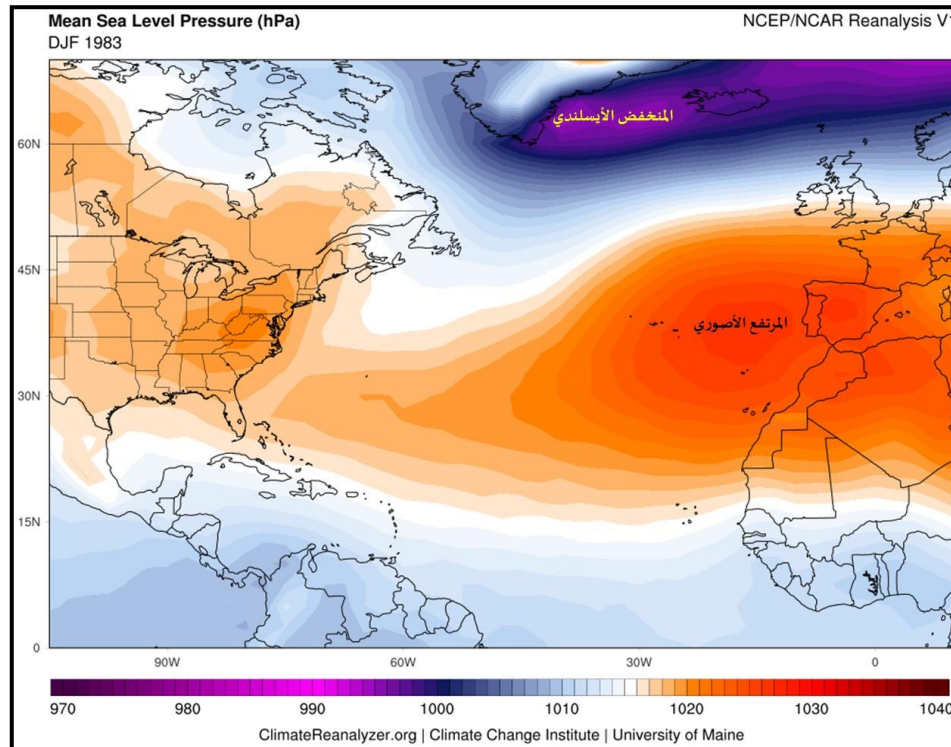 Mean Sea Level Pressure (hPa)
NCEP/NCAR Reanalysis V1
DJF 1983
المنخفض الأيسلندي
60N
45N
المرتفع الأصوري
30N
15N
0
90W 60W 30W 0
970 980 990 1000 1010 1020 1030 1040
ClimateReanalyzer.org | Climate Change Institute | University of Maine